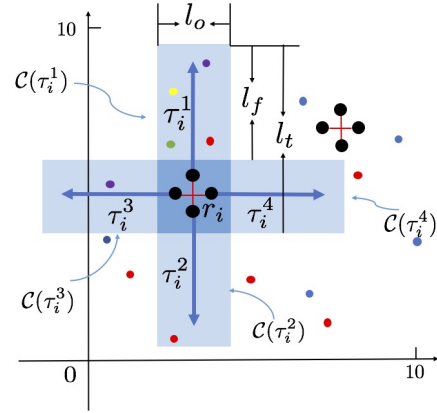 l_o
10
C(τ_i^1)
τ_i^1
l_f
l_t
τ_i^3
r_i
τ_i^4
C(τ_i^4)
τ_i^2
C(τ_i^3)
C(τ_i^2)
0
10